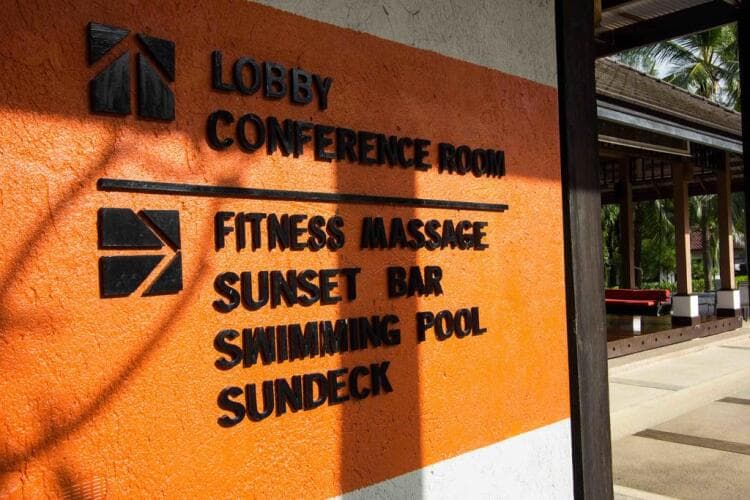 LOBBY
CONFERENCE ROOM
FITNESS MASSAGE
SUNSET BAR
SWIMMING POOL
SUNDECK